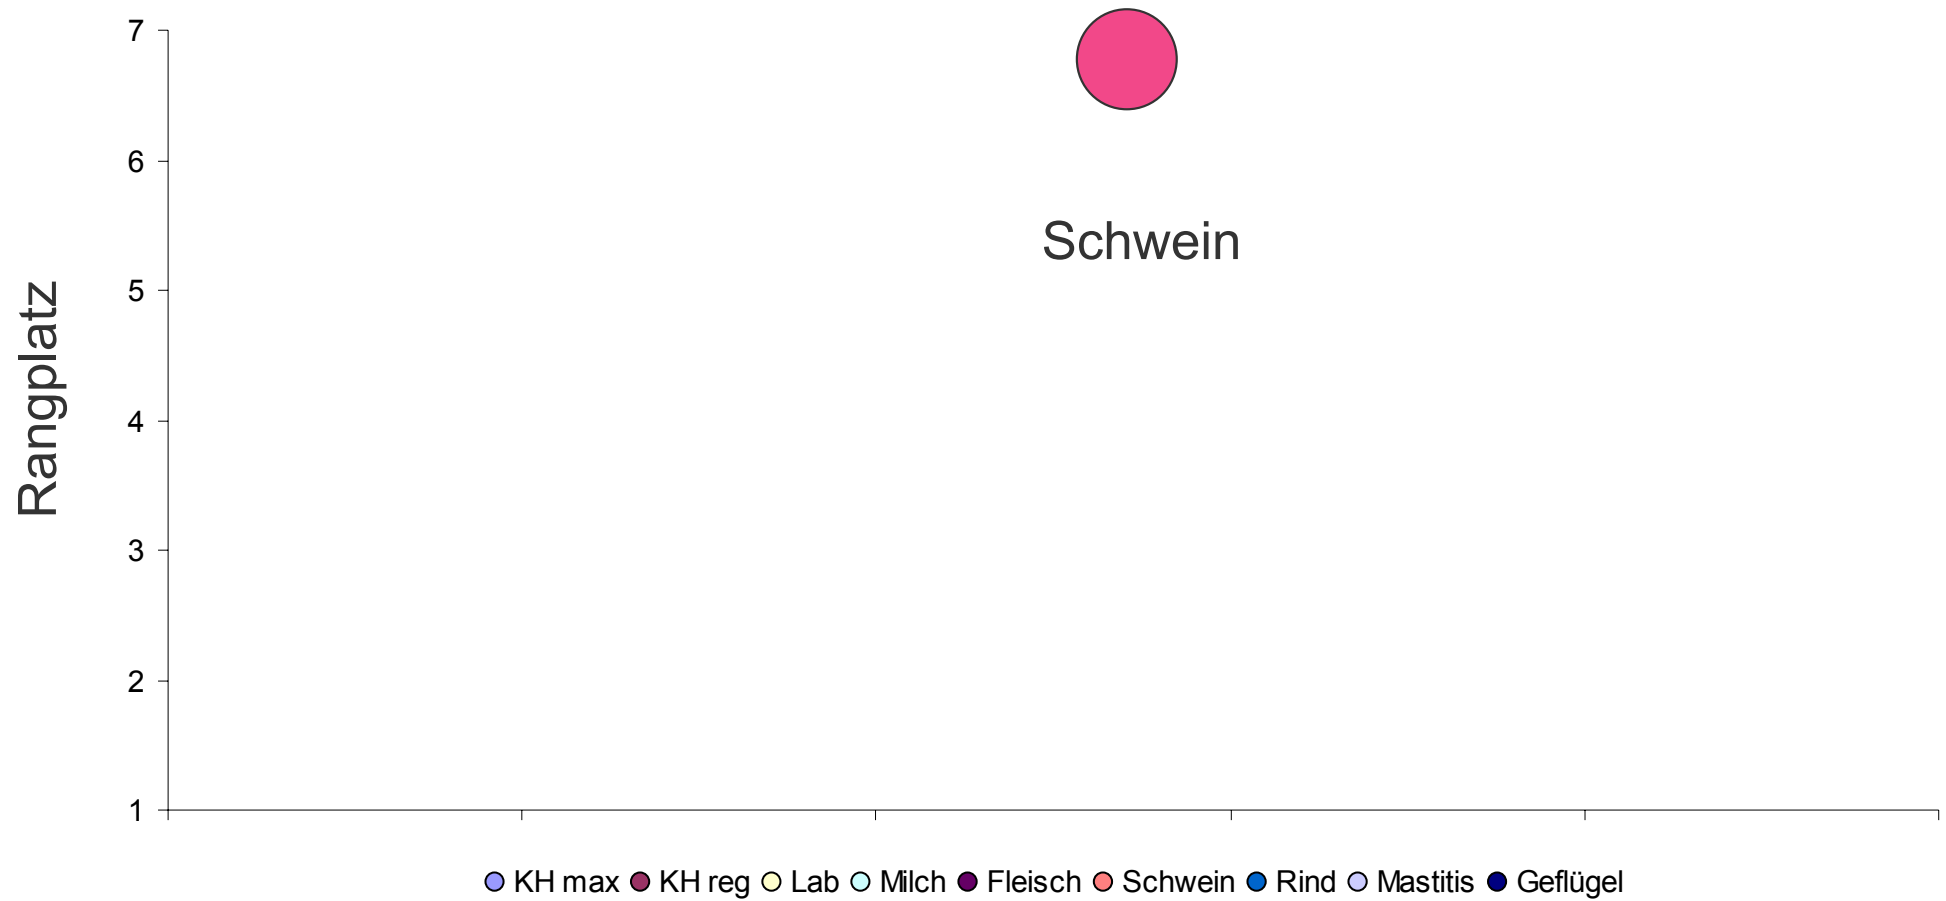 7
6
Schwein
5
Rangplatz
4
3
2
1
KH max KH reg Lab Milch Fleisch Schwein Rind Mastitis Geflügel